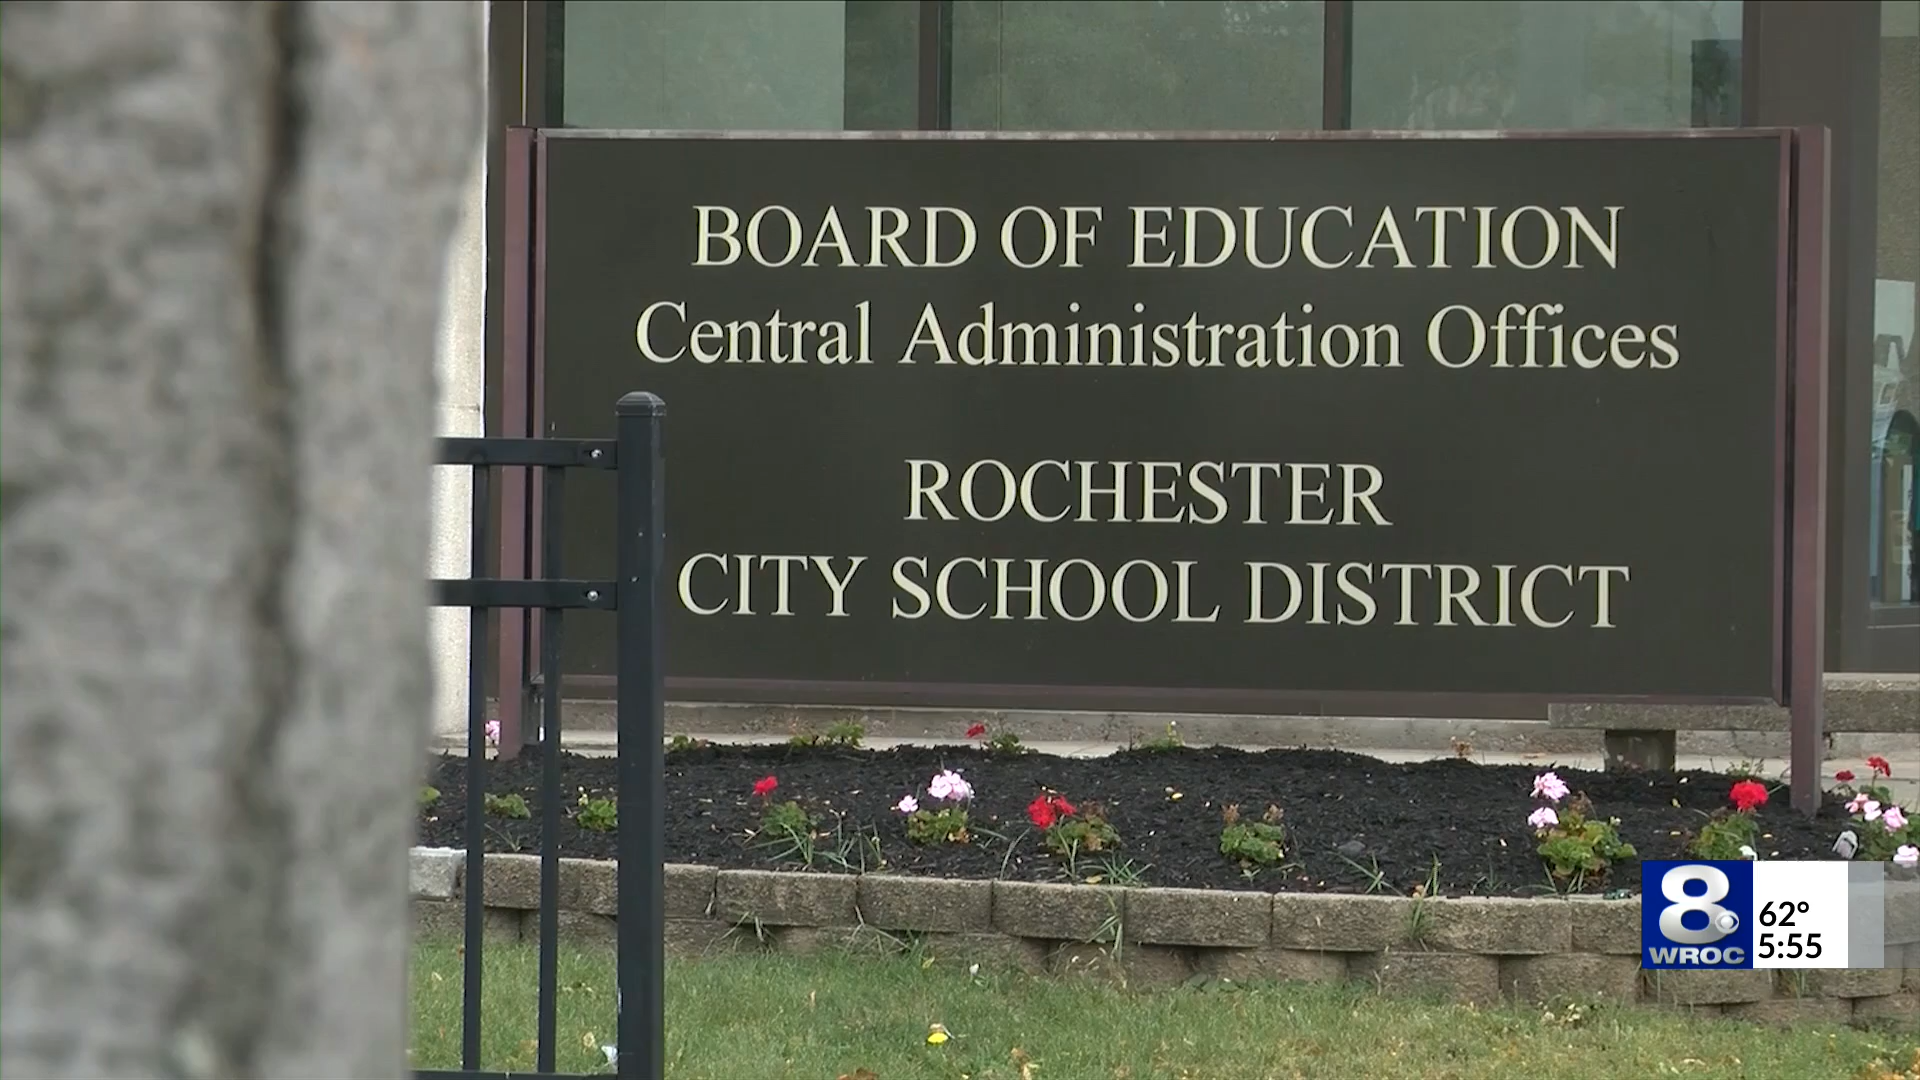 BOARD OF EDUCATION
Central Administration Offices
ROCHESTER
CITY SCHOOL DISTRICT
8
WROC
62°
5:55